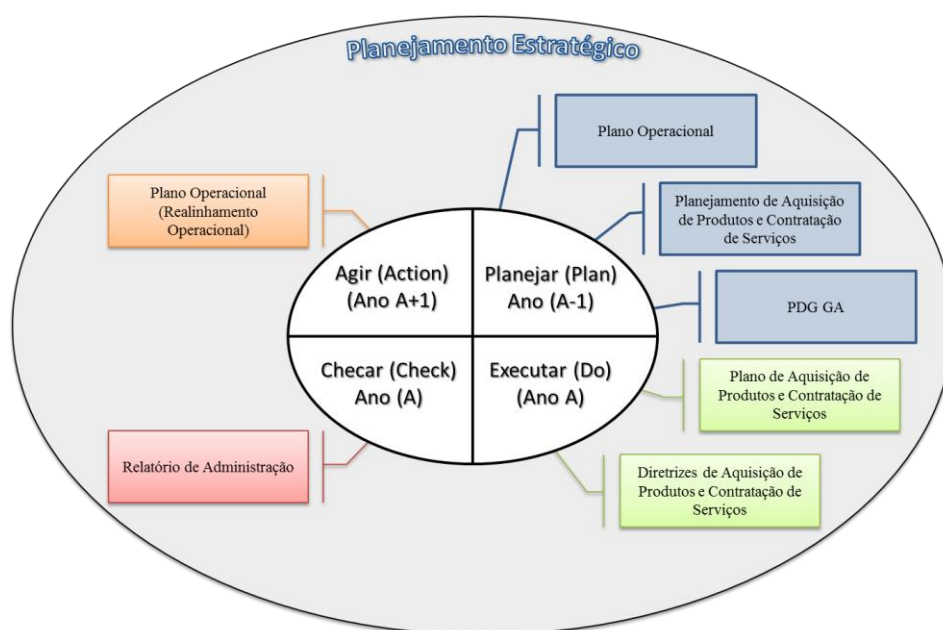 Planejamento Estratégico
Plano Operacional
Plano Operacional
(Realinhamento
Operacional)
Planejamento de Aquisição
de Produtos e Contratação
de Serviços
Agir (Action)
(Ano A+1)
Planejar (Plan)
Ano (A-1)
PDG GA
Checar (Check)
Ano (A)
Executar (Do)
(Ano A)
Plano de Aquisição de
Produtos e Contratação de
Serviços
Relatório de Administração
Diretrizes de Aquisição de
Produtos e Contratação de
Serviços